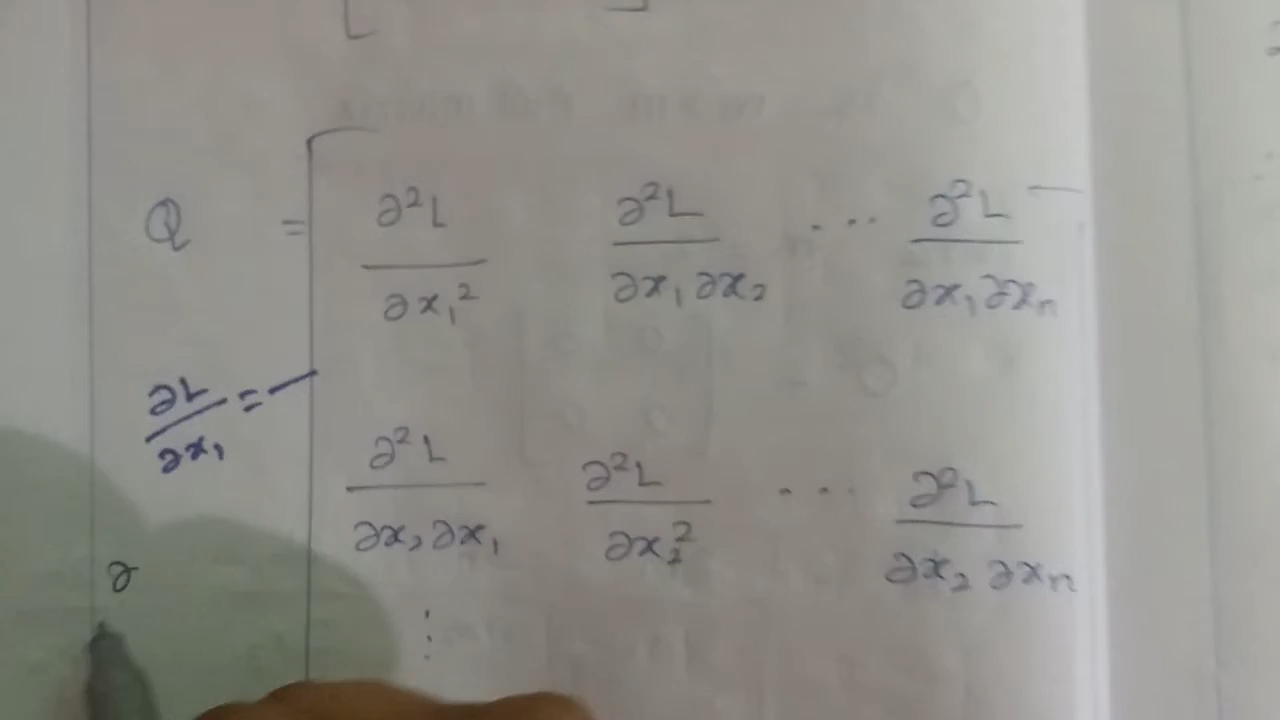 Q = [ ∂²L/∂x₁² ∂²L/∂x₁∂x₂ ... ∂²L/∂x₁∂xₙ
∂L/∂x₁ = —
∂²L/∂x₂∂x₁ ∂²L/∂x₂² ... ∂²L/∂x₂∂xₙ
∂
⋮